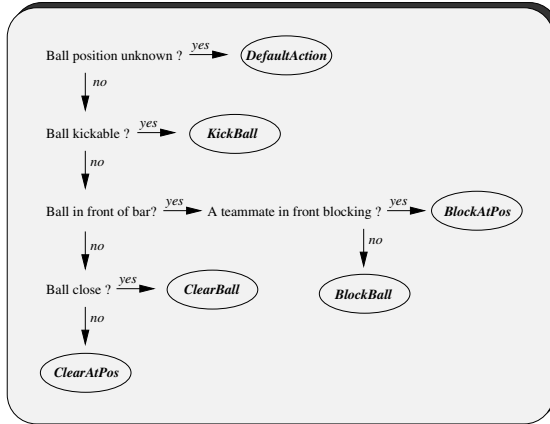 Ball position unknown ? yes DefaultAction
no
Ball kickable ? yes KickBall
no
Ball in front of bar? yes A teammate in front blocking ? yes BlockAtPos
no no
Ball close ? yes ClearBall BlockBall
no
ClearAtPos